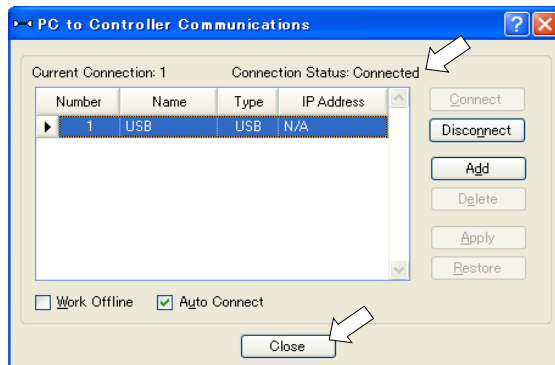 PC to Controller Communications
Current Connection: 1 Connection Status: Connected
Number Name Type IP Address
1 USB USB N/A
Connect
Disconnect
Add
Delete
Apply
Restore
Work Offline Auto Connect
Close